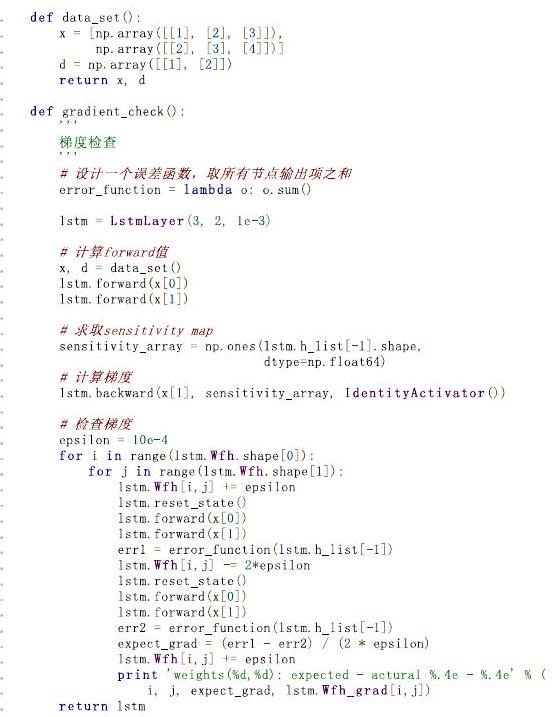 def data_set():
    x = [np.array([[1], [2], [3]]),
         np.array([[2], [3], [4]])]
    d = np.array([[1], [2]])
    return x, d
def gradient_check():
    '''
    梯度检查
    '''
    # 设计一个误差函数，取所有节点输出项之和
    error_function = lambda o: o.sum()
    lstm = LstmLayer(3, 2, 1e-3)
    # 计算forward值
    x, d = data_set()
    lstm.forward(x[0])
    lstm.forward(x[1])
    # 求取sensitivity map
    sensitivity_array = np.ones(lstm.h_list[-1].shape,
                                dtype=np.float64)
    # 计算梯度
    lstm.backward(x[1], sensitivity_array, IdentityActivator())
    # 检查梯度
    epsilon = 10e-4
    for i in range(lstm.Wfh.shape[0]):
        for j in range(lstm.Wfh.shape[1]):
            lstm.Wfh[i,j] += epsilon
            lstm.reset_state()
            lstm.forward(x[0])
            lstm.forward(x[1])
            err1 = error_function(lstm.h_list[-1])
            lstm.Wfh[i,j] -= 2*epsilon
            lstm.reset_state()
            lstm.forward(x[0])
            lstm.forward(x[1])
            err2 = error_function(lstm.h_list[-1])
            expect_grad = (err1 - err2) / (2 * epsilon)
            lstm.Wfh[i,j] += epsilon
            print 'weights(%d,%d): expected - actural %.4e - %.4e' % (
                i, j, expect_grad, lstm.Wfh_grad[i,j])
    return lstm